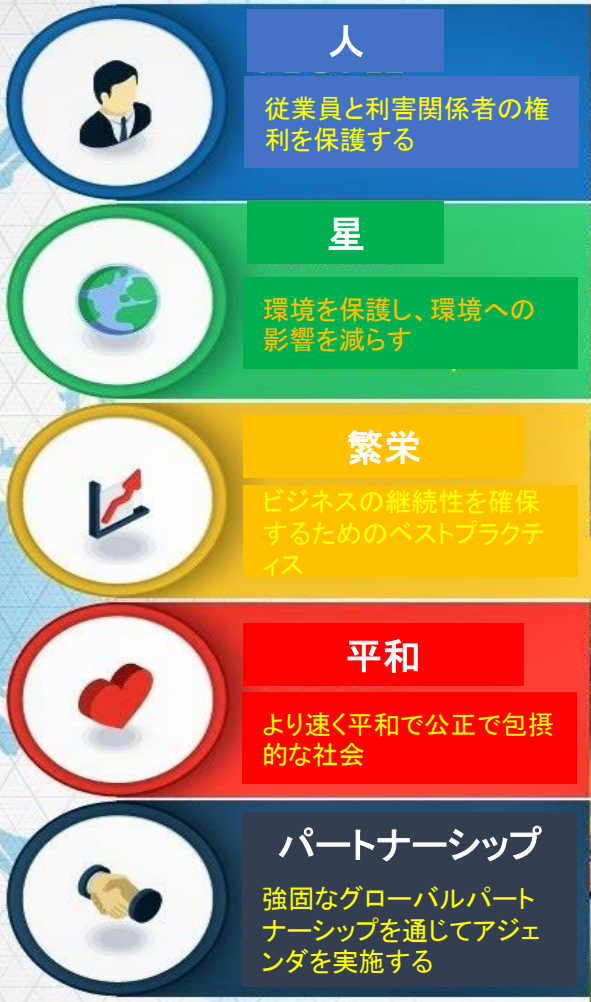 人
従業員と利害関係者の権
利を保護する
星
環境を保護し、環境への
影響を減らす
繁栄
ビジネスの継続性を確保
するためのベストプラクテ
ィス
平和
より速く平和で公正で包摂
的な社会
パートナーシップ
強固なグローバルパート
ナーシップを通じてアジェ
ンダを実施する